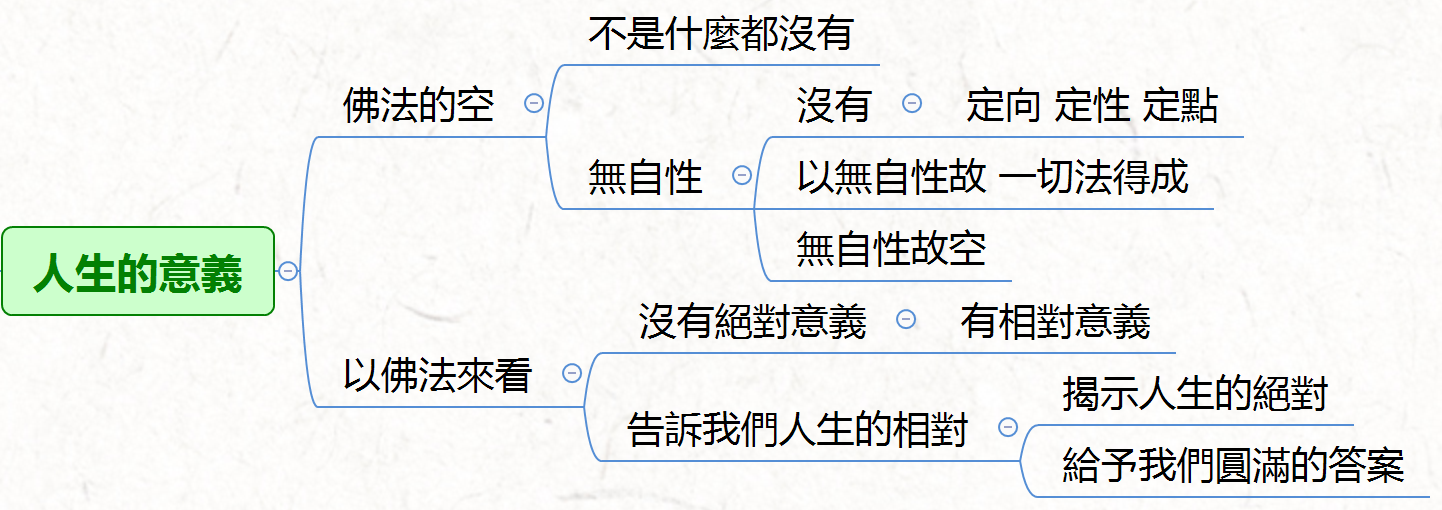 不是什麼都沒有
佛法的空
沒有
定向 定性 定點
無自性
以無自性故 一切法得成
無自性故空
人生的意義
沒有絕對意義
有相對意義
以佛法來看
告訴我們人生的相對
揭示人生的絕對
給予我們圓滿的答案